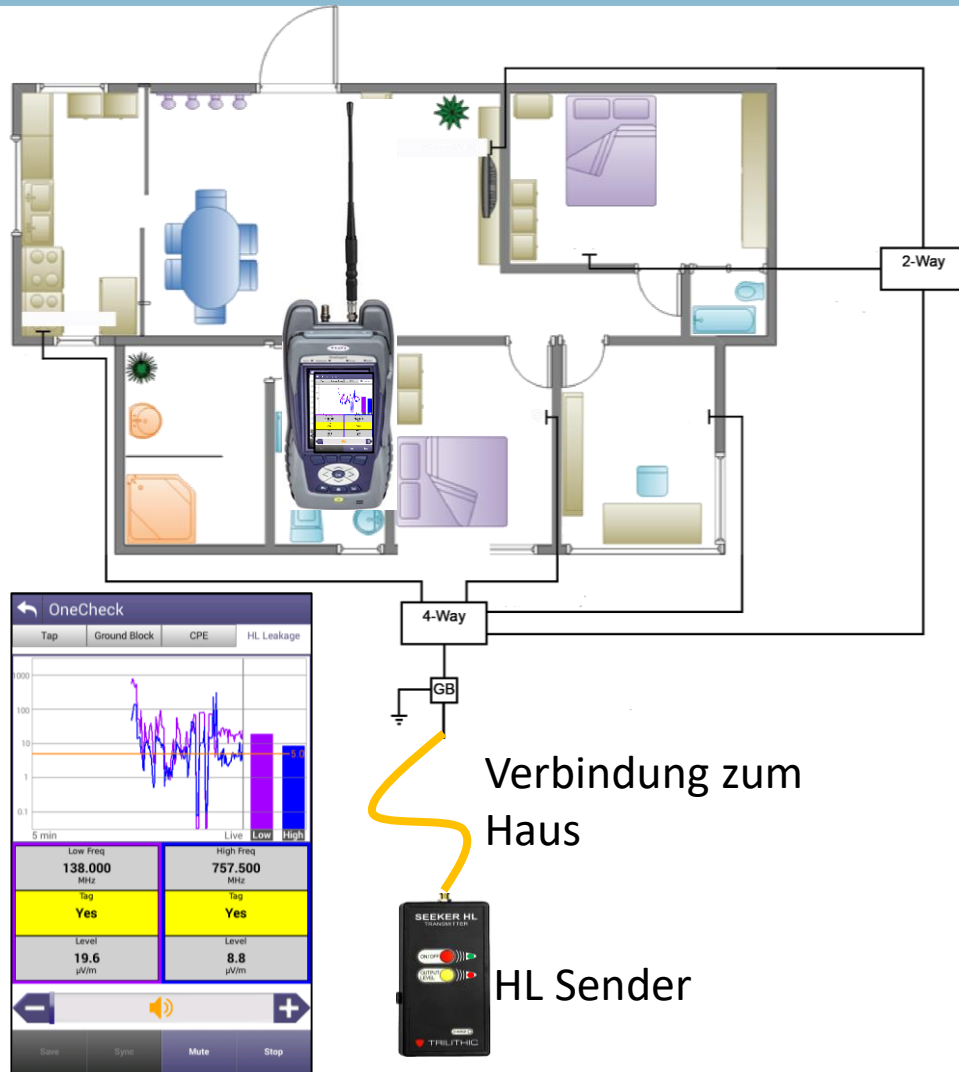 2-Way
4-Way
GB
OneCheck
Tap
Ground Block
CPE
HL Leakage
1000
100
10
1
0.1
5.0
5 min
Live
Low
High
Low Freq
138.000
MHz
Tag
Yes
Level
19.6
µV/m
High Freq
757.500
MHz
Tag
Yes
Level
8.8
µV/m
Save
Sync
Mute
Stop
Verbindung zum
Haus
SEEKER HL
TRANSMITTER
ON/OFF
OUTPUT
LEVEL
TRILITHIC
HL Sender